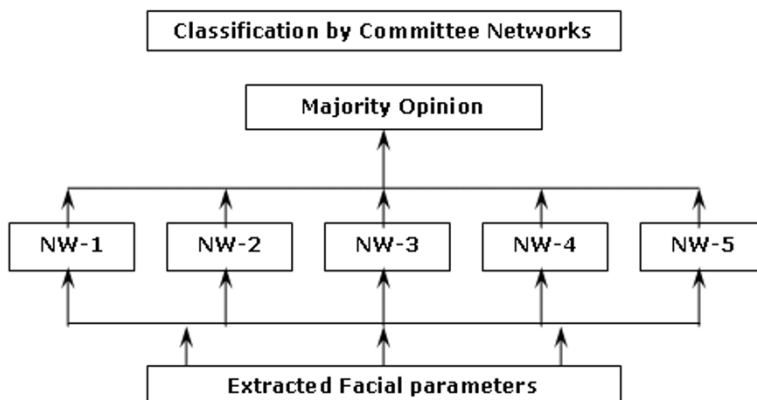 Classification by Committee Networks
Majority Opinion
NW-1 NW-2 NW-3 NW-4 NW-5
Extracted Facial parameters